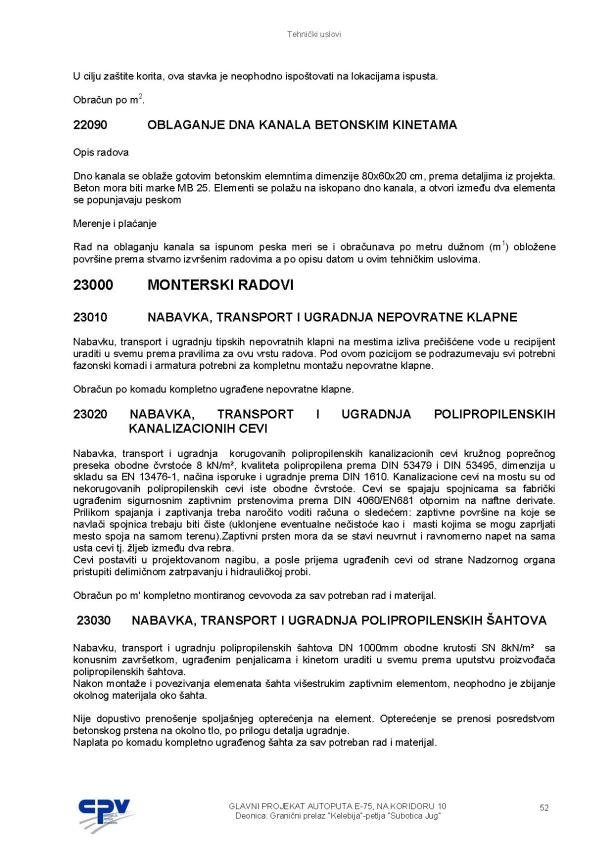 Tehnički uslovi
U cilju zaštite korita, ova stavka je neophodno ispoštovati na lokacijama ispusta.
Obračun po m².
22090 OBLAGANJE DNA KANALA BETONSKIM KINETAMA
Opis radova
Dno kanala se oblaže gotovim betonskim elemntima dimenzije 80x60x20 cm, prema detaljima iz projekta.
Beton mora biti marke MB 25. Elementi se polažu na iskopano dno kanala, a otvori između dva elementa
se popunjavaju peskom
Merenje i plaćanje
Rad na oblaganju kanala sa ispunom peska meri se i obračunava po metru dužnom (m¹) obložene
površine prema stvarno izvršenim radovima a po opisu datom u ovim tehničkim uslovima.
23000 MONTERSKI RADOVI
23010 NABAVKA, TRANSPORT I UGRADNJA NEPOVRATNE KLAPNE
Nabavku, transport i ugradnju tipskih nepovratnih klapni na mestima izliva prečišćene vode u recipijent
uraditi u svemu prema pravilima za ovu vrstu radova. Pod ovom pozicijom se podrazumevaju svi potrebni
fazonski komadi i armatura potrebni za kompletnu montažu nepovratne klapne.
Obračun po komadu kompletno ugrađene nepovratne klapne.
23020 NABAVKA, TRANSPORT I UGRADNJA POLIPROPILENSKIH
KANALIZACIONIH CEVI
Nabavka, transport i ugradnja korugovanih polipropilenskih kanalizacionih cevi kružnog poprečnog
preseka obodne čvrstoće 8 kN/m², kvaliteta polipropilena prema DIN 53479 i DIN 53495, dimenzija u
skladu sa EN 13476-1, načina isporuke i ugradnje prema DIN 1610. Kanalizacione cevi na mostu su od
nekorugovanih polipropilenskih cevi iste obodne čvrstoće. Cevi se spajaju spojnicama sa fabrički
ugrađenim sigurnosnim zaptivnim prstenovima prema DIN 4060/EN681 otpornim na naftne derivate.
Prilikom spajanja i zaptivanja treba naročito voditi računa o sledećem: zaptivne površine na koje se
navlači spojnica trebaju biti čiste (uklonjene eventualne nečistoće kao i masti kojima se mogu zaprljati
mesto spoja na samom terenu).Zaptivni prsten mora da se stavi neuvrnut i ravnomerno napet na sama
usta cevi tj. žljeb između dva rebra.
Cevi postaviti u projektovanom nagibu, a posle prijema ugrađenih cevi od strane Nadzornog organa
pristupiti delimičnom zatrpavanju i hidrauličkoj probi.
Obračun po m' kompletno montiranog cevovoda za sav potreban rad i materijal.
23030 NABAVKA, TRANSPORT I UGRADNJA POLIPROPILENSKIH ŠAHTOVA
Nabavku, transport i ugradnju polipropilenskih šahtova DN 1000mm obodne krutosti SN 8kN/m² sa
konusnim završetkom, ugrađenim penjalicama i kinetom uraditi u svemu prema uputstvu proizvođača
polipropilenskih šahtova.
Nakon montaže i povezivanja elemenata šahta višestrukim zaptivnim elementom, neophodno je zbijanje
okolnog materijala oko šahta.
Nije dopustivo prenošenje spoljašnjeg opterećenja na element. Opterećenje se prenosi posredstvom
betonskog prstena na okolno tlo, po prilogu detalja ugradnje.
Naplata po komadu kompletno ugrađenog šahta za sav potreban rad i materijal.
CPV
GLAVNI PROJEKAT AUTOPUTA E-75, NA KORIDORU 10
Deonica: Granični prelaz "Kelebija"-petlja "Subotica Jug"
52